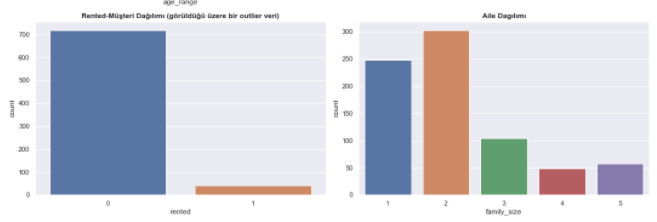 age_range
Rented-Müşteri Dağılımı (görüldüğü üzere bir outlier veri)
700
600
500
400
300
200
100
0
count
0 1
rented
Aile Dagılımı
300
250
200
150
100
50
0
count
1 2 3 4 5
family_size